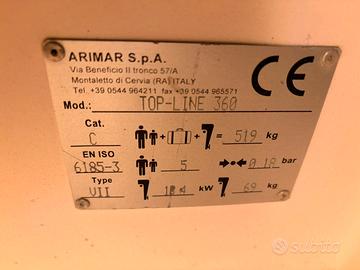 ARIMAR S.p.A.
Via Beneficio II tronco 57/A
Montaletto di Cervia (RA) ITALY
Tel. +39 0544 964211 fax +39 0544 965571
CE
Mod.: TOP-LINE 360
Cat.
C + + = 519 kg
EN ISO
6185-3 5 0.18 bar
Type
VII kW 69 kg
Subito